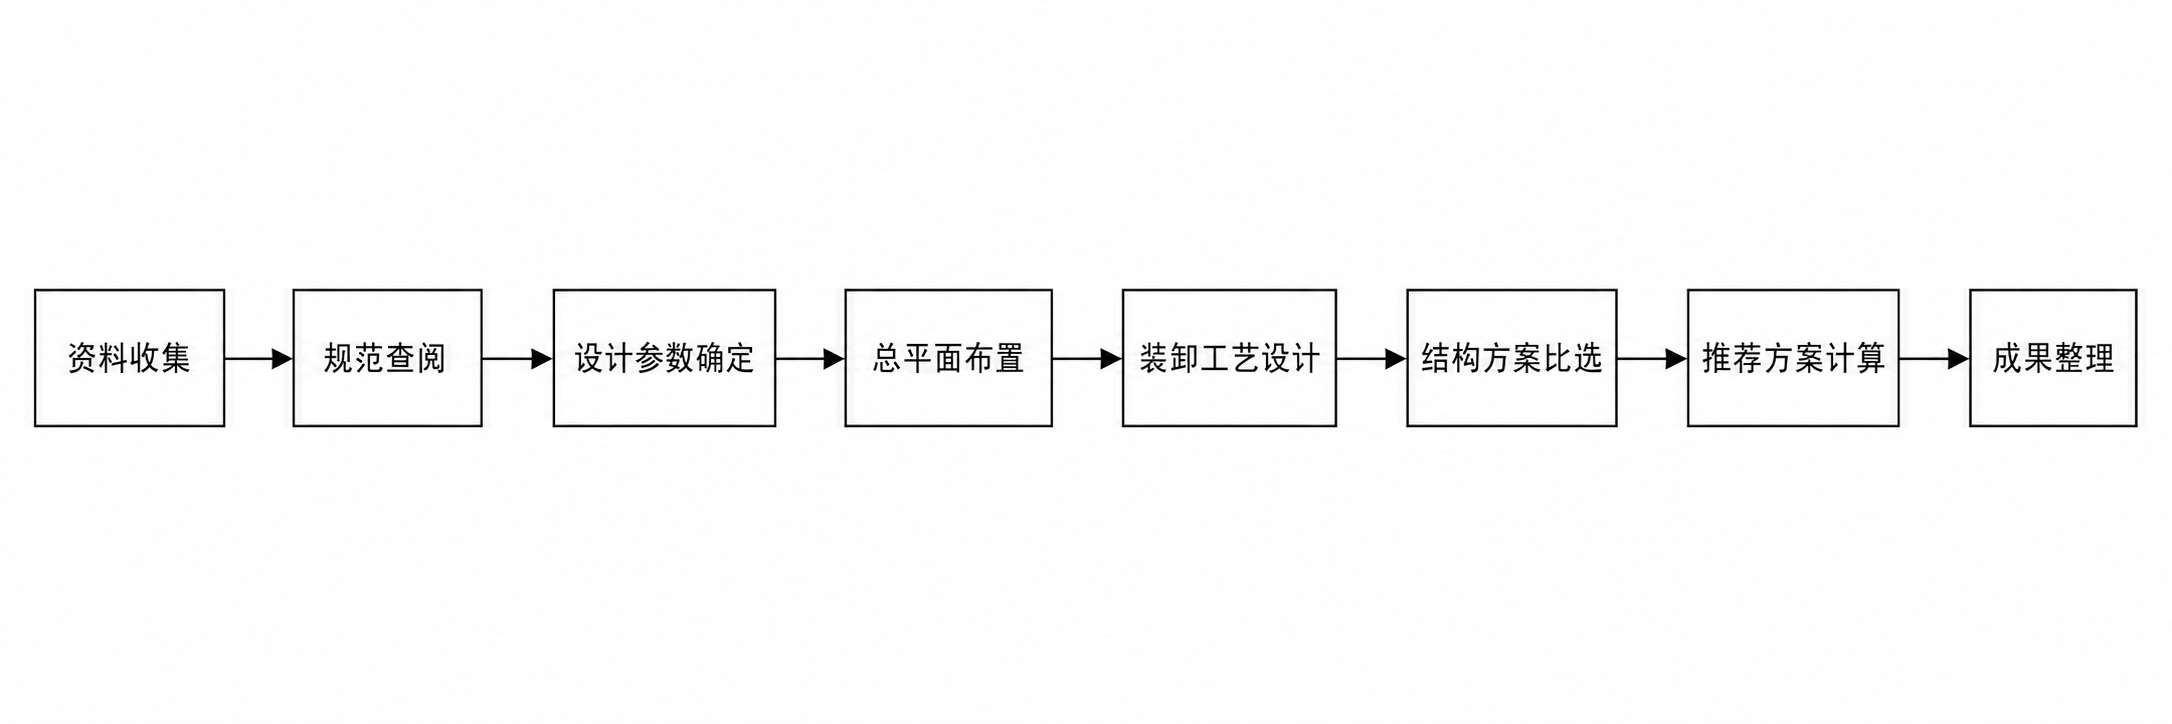 资料收集
规范查阅
设计参数确定
总平面布置
装卸工艺设计
结构方案比选
推荐方案计算
成果整理